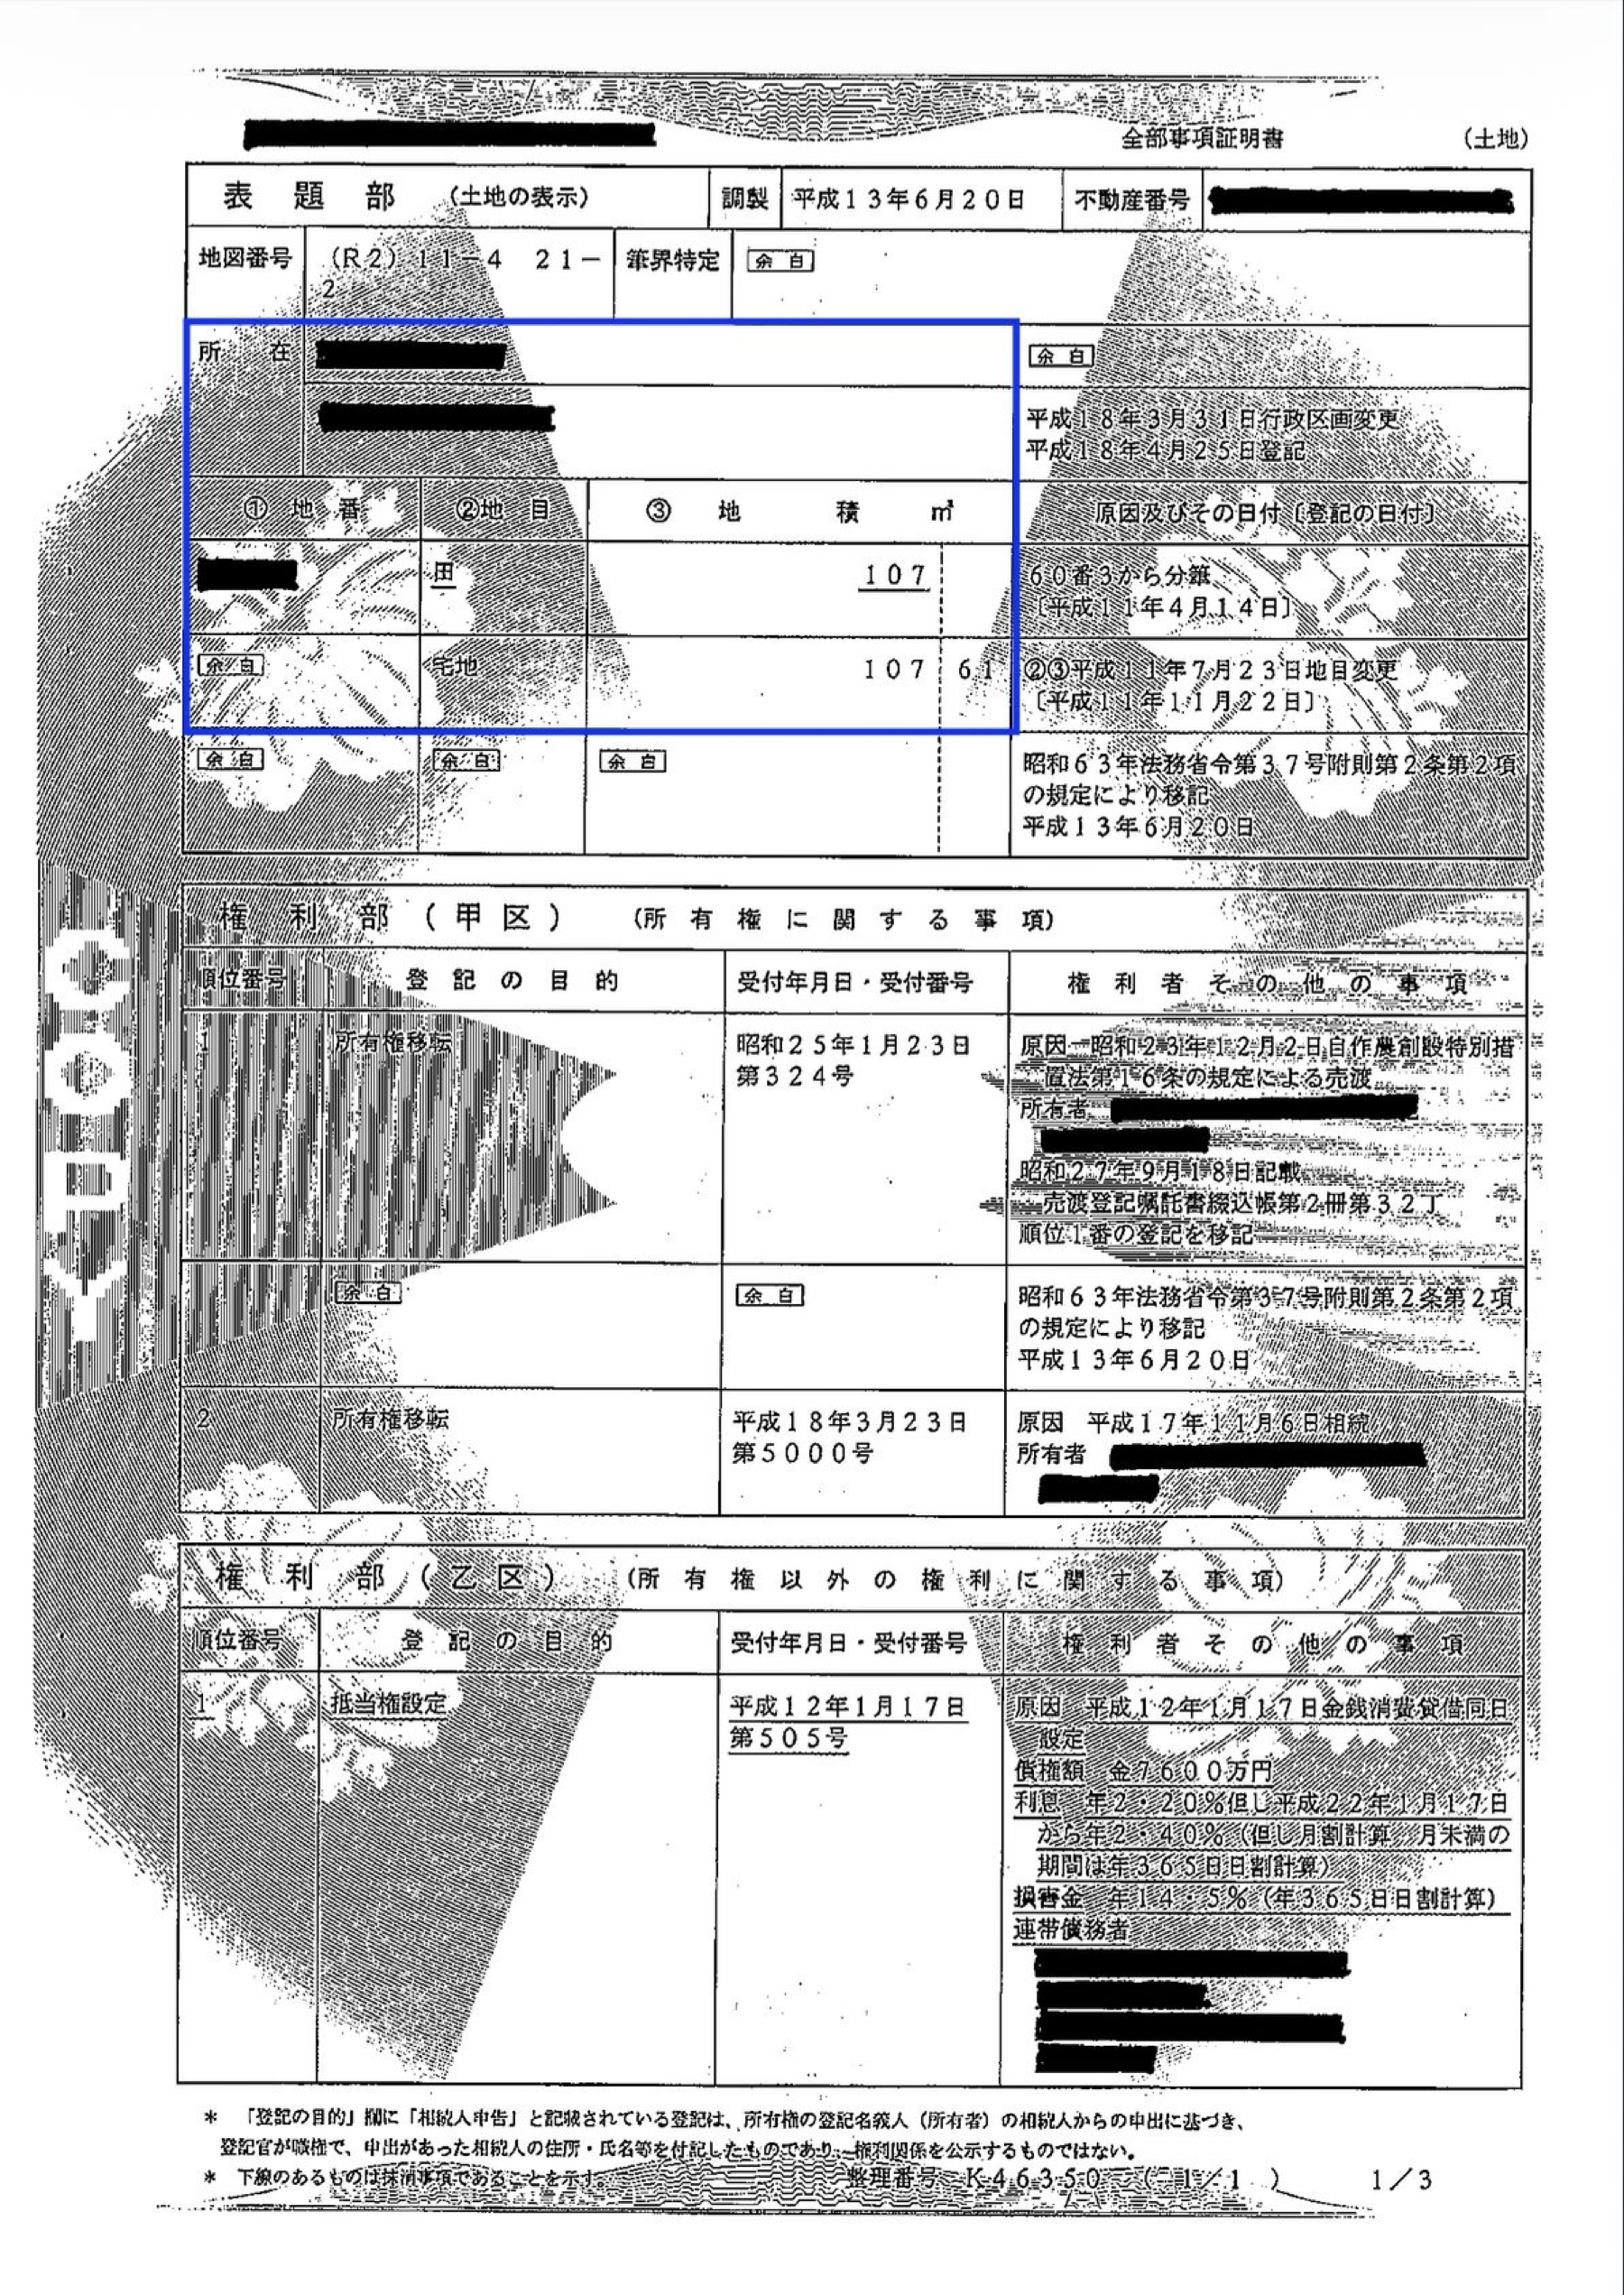 全部事項証明書 （土地）
表題部 （土地の表示） 調製 平成１３年６月２０日 不動産番号
地図番号 （Ｒ２）１１－４ ２１－２ 筆界特定 余白
所在 余白
平成１８年３月３１日行政区画変更
平成１８年４月２５日登記
①地番 ②地目 ③地積㎡ 原因及びその日付〔登記の日付〕
田 １０７ ６０番３から分筆
〔平成１１年４月１４日〕
余白 宅地 １０７ ６１ ②③平成１１年７月２３日地目変更
〔平成１１年１１月２２日〕
余白 余白 余白 昭和６３年法務省令第３７号附則第２条第２項
の規定により移記
平成１３年６月２０日
権利部（甲区） （所有権に関する事項）
順位番号 登記の目的 受付年月日・受付番号 権利者その他の事項
１ 所有権移転 昭和２５年１月２３日 原因 昭和２３年１２月２日自作農創設特別措
第３２４号 置法第１６条の規定による売渡
所有者
昭和２７年９月１８日記載
売渡登記嘱託書綴込帳第２冊第３２丁
順位１番の登記を移記
余白 余白 昭和６３年法務省令第３７号附則第２条第２項
の規定により移記
平成１３年６月２０日
２ 所有権移転 平成１８年３月２３日 原因 平成１７年１１月６日相続
第５０００号 所有者
権利部（乙区） （所有権以外の権利に関する事項）
順位番号 登記の目的 受付年月日・受付番号 権利者その他の事項
１ 抵当権設定 平成１２年１月１７日 原因 平成１２年１月１７日金銭消費貸借同日
第５０５号 設定
債権額 金７６００万円
利息 年２・２０％但し平成２２年１月１７日
から年２・４０％（但し月割計算 月未満の
期間は年３６５日日割計算）
損害金 年１４・５％（年３６５日日割計算）
連帯債務者
＊ 「登記の目的」欄に「相続人申告」と記載されている登記は、所有権の登記名義人（所有者）の相続人からの申出に基づき、
登記官が職権で、申出があった相続人の住所・氏名等を付記したものであり、権利関係を公示するものではない。
＊ 下線のあるものは抹消事項であることを示す。 整理番号 Ｋ４６３５０ （１／１） １／３